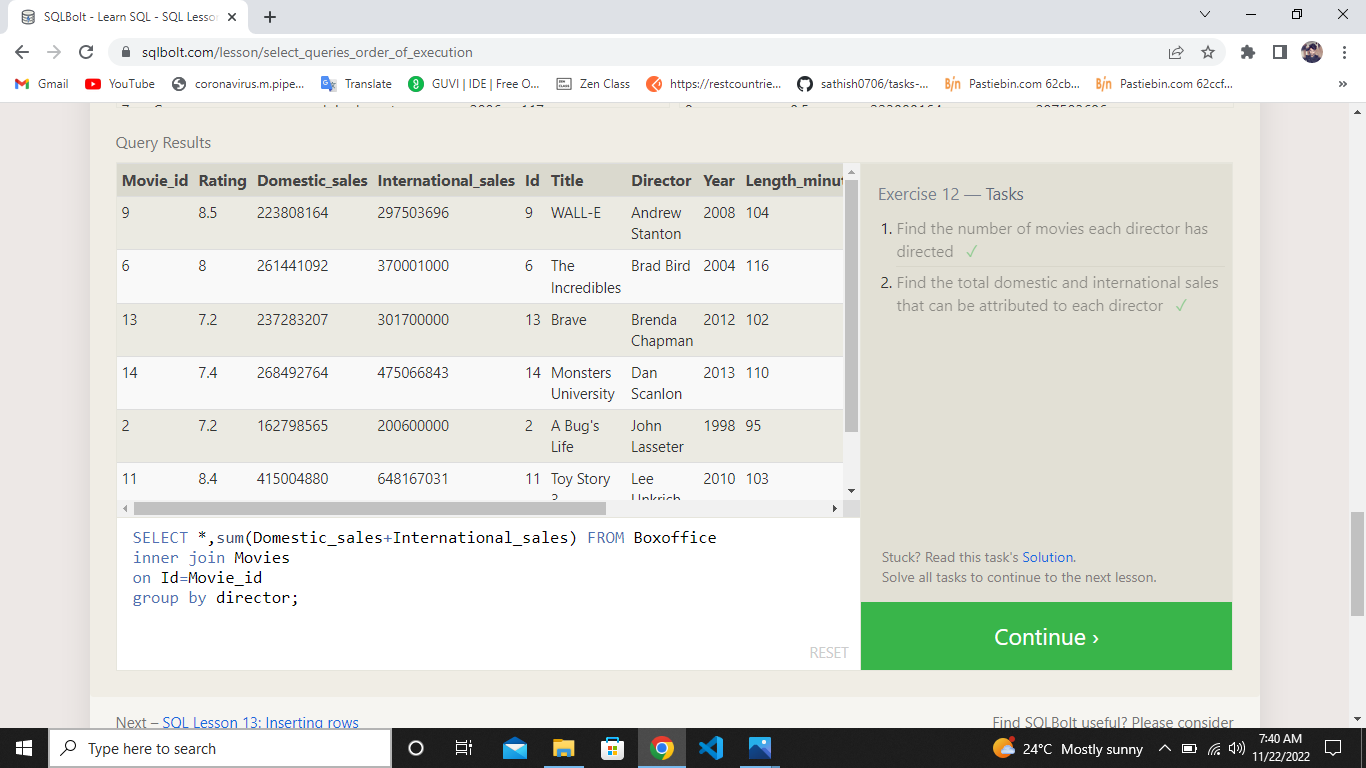 SQLBolt - Learn SQL - SQL Lesson
sqlbolt.com/lesson/select_queries_order_of_execution
Gmail YouTube coronavirus.m.pipe... Translate GUVI | IDE | Free O... Zen Class https://restcountrie... sathish0706/tasks-... Pastiebin.com 62cb... Pastiebin.com 62ccf... »
Query Results
Movie_id Rating Domestic_sales International_sales Id Title Director Year Length_minut
9 8.5 223808164 297503696 9 WALL-E Andrew Stanton 2008 104
6 8 261441092 370001000 6 The Incredibles Brad Bird 2004 116
13 7.2 237283207 301700000 13 Brave Brenda Chapman 2012 102
14 7.4 268492764 475066843 14 Monsters University Dan Scanlon 2013 110
2 7.2 162798565 200600000 2 A Bug's Life John Lasseter 1998 95
11 8.4 415004880 648167031 11 Toy Story 3 Lee Unkrich 2010 103
SELECT *,sum(Domestic_sales+International_sales) FROM Boxoffice
inner join Movies
on Id=Movie_id
group by director;
RESET
Exercise 12 — Tasks
1. Find the number of movies each director has
directed ✓
2. Find the total domestic and international sales
that can be attributed to each director ✓
Stuck? Read this task's Solution.
Solve all tasks to continue to the next lesson.
Continue ›
Next – SQL Lesson 13: Inserting rows
Find SQLBolt useful? Please consider
Type here to search
24°C Mostly sunny
7:40 AM
11/22/2022